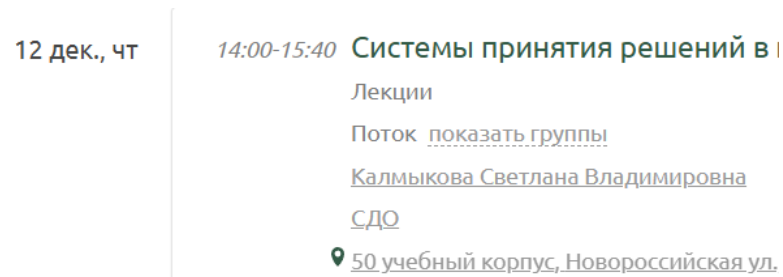 12 дек., чт
14:00-15:40 Системы принятия решений в
Лекции
Поток показать группы
Калмыкова Светлана Владимировна
СДО
50 учебный корпус, Новороссийская ул.